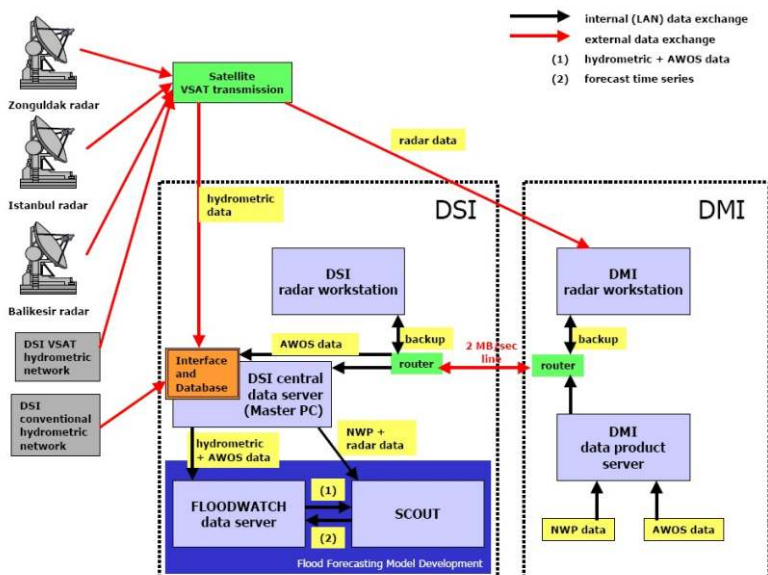 internal (LAN) data exchange
external data exchange
(1) hydrometric + AWOS data
(2) forecast time series
Satellite
VSAT transmission
Zonguldak radar
radar data
Istanbul radar
hydrometric
data
DSI
DMI
Balikesir radar
DSI
radar workstation
DMI
radar workstation
DSI VSAT
hydrometric
network
AWOS data
backup
2 MB/sec
line
backup
router
router
Interface
and
Database
DSI central
data server
(Master PC)
DSI
conventional
hydrometric
network
hydrometric
+ AWOS data
NWP +
radar data
DMI
data product
server
FLOODWATCH
data server
(1)
(2)
SCOUT
NWP data
AWOS data
Flood Forecasting Model Development